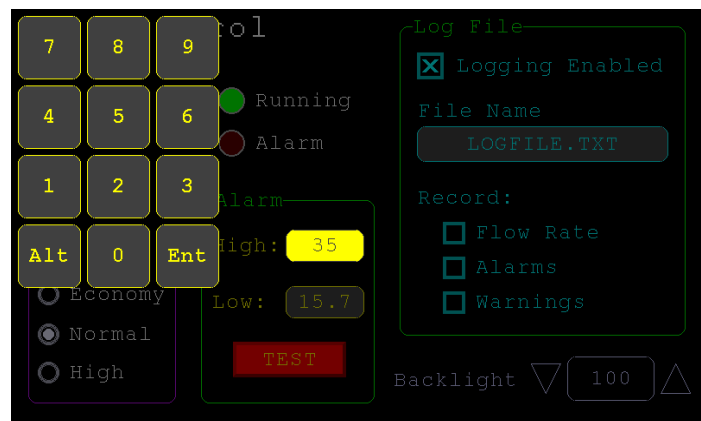 7 8 9
4 5 6
1 2 3
Alt 0 Ent
rol
Running
Alarm
Alarm
High: 35
Low: 15.7
TEST
Economy
Normal
High
Log File
Logging Enabled
File Name
LOGFILE.TXT
Record:
Flow Rate
Alarms
Warnings
Backlight 100